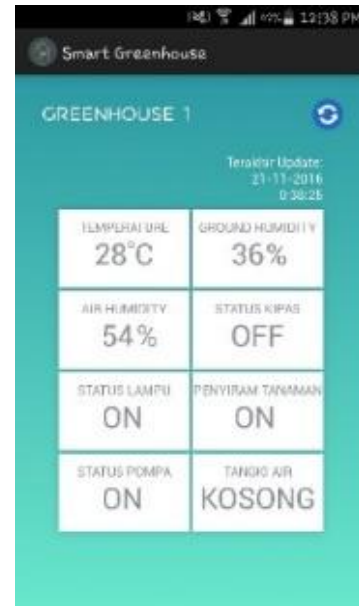 12:38 PM
Smart Greenhouse
GREENHOUSE 1
Terakhir Update:
21-11-2016
0:38:25
TEMPERATURE
28°C
GROUND HUMIDITY
36%
AIR HUMIDITY
54%
STATUS KIPAS
OFF
STATUS LAMPU
ON
PENYIRAM TANAMAN
ON
STATUS POMPA
ON
TANGKI AIR
KOSONG